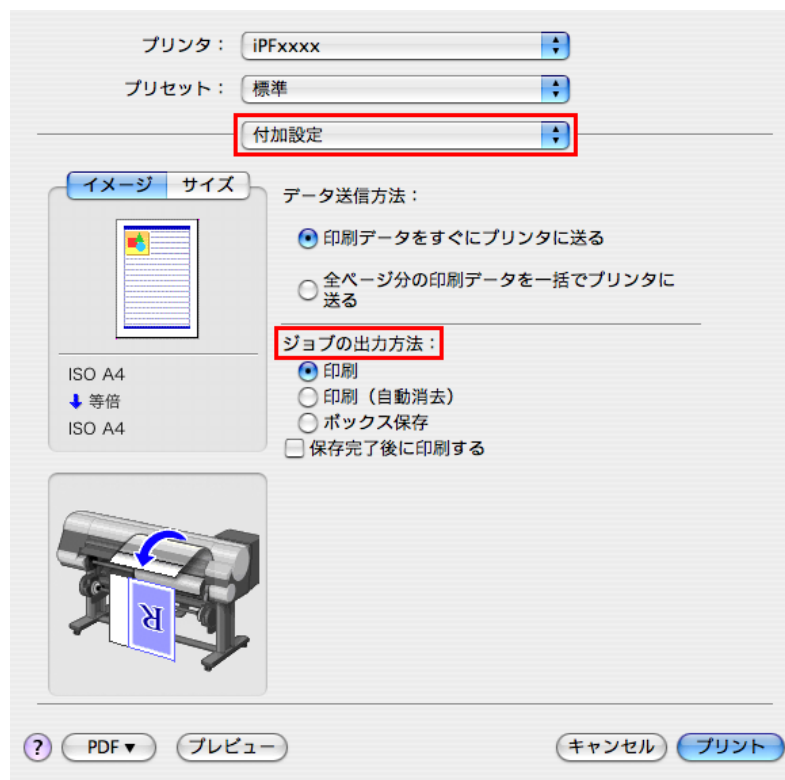 プリンタ： iPFxxxx
プリセット： 標準
付加設定
イメージ サイズ
ISO A4
等倍
ISO A4
データ送信方法：
印刷データをすぐにプリンタに送る
全ページ分の印刷データを一括でプリンタに
送る
ジョブの出力方法：
印刷
印刷（自動消去）
ボックス保存
保存完了後に印刷する
R
? PDF▼ プレビュー キャンセル プリント